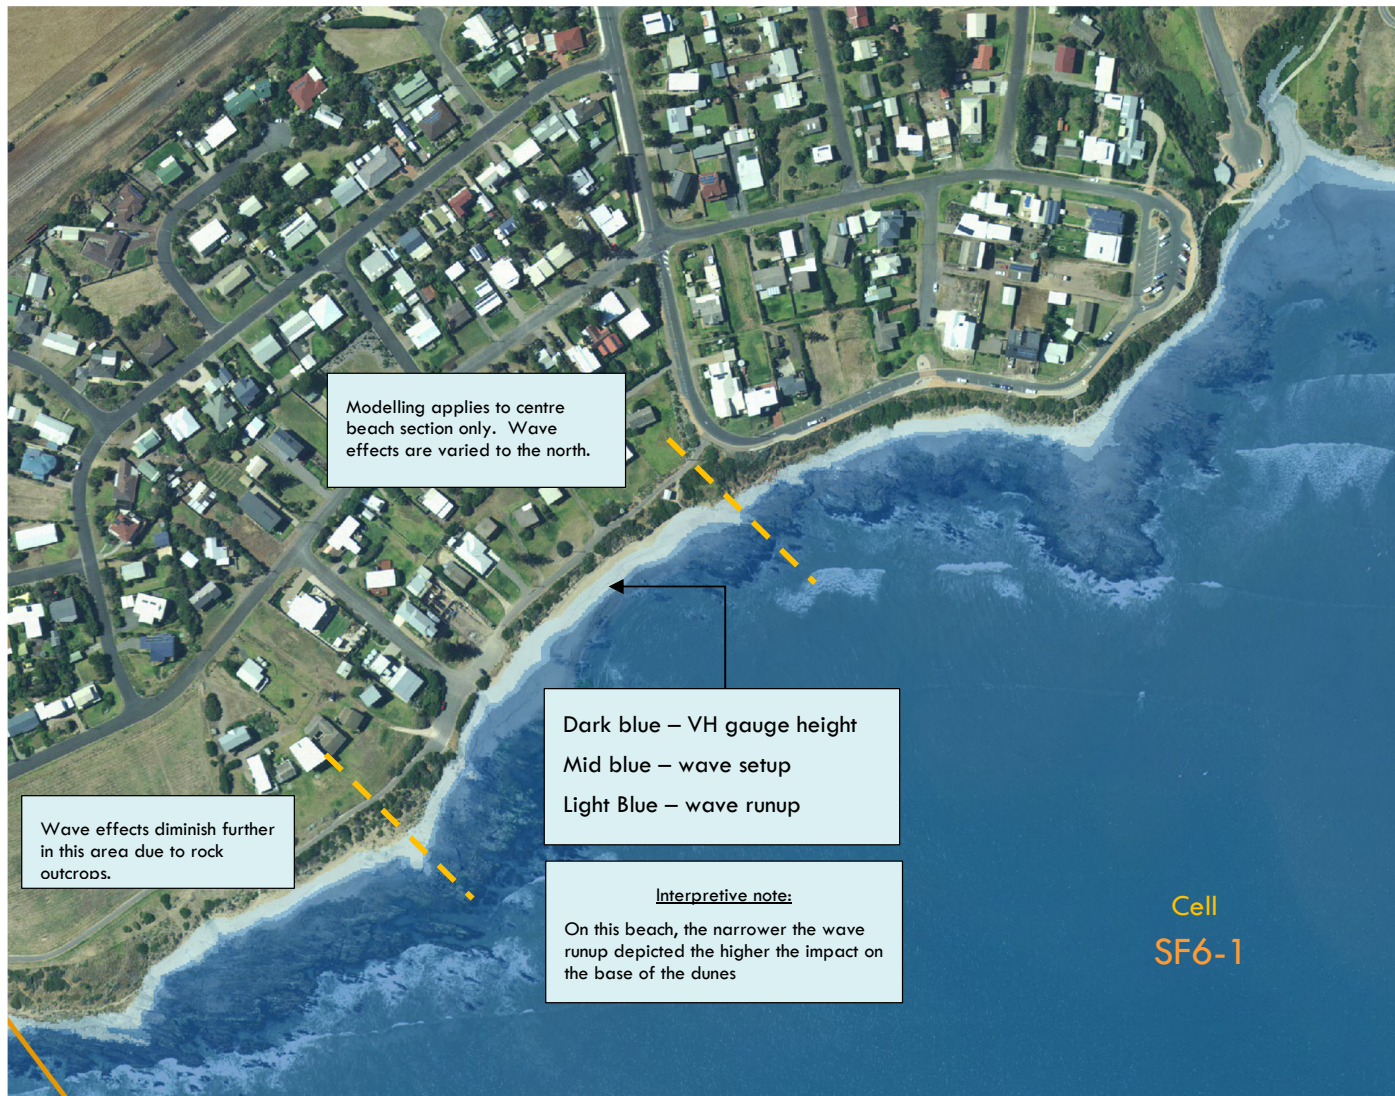 Modelling applies to centre
beach section only.  Wave
effects are varied to the north.
Dark blue – VH gauge height
Mid blue – wave setup
Light Blue – wave runup
Wave effects diminish further
in this area due to rock
outcrops.
Interpretive note:
On this beach, the narrower the wave
runup depicted the higher the impact on
the base of the dunes
Cell
SF6-1